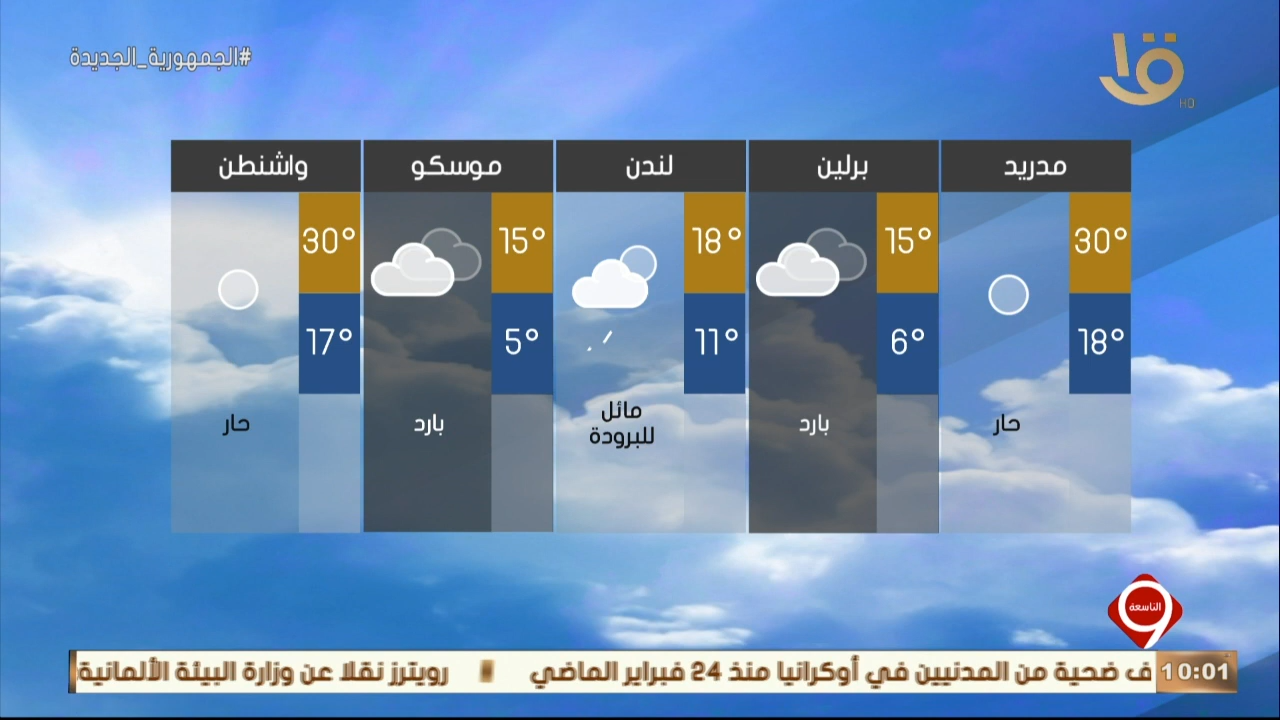 #الجمهورية_الجديدة
HD
مدريد
30°
18°
حار
برلين
15°
6°
بارد
لندن
18°
11°
مائل
للبرودة
موسكو
15°
5°
بارد
واشنطن
30°
17°
حار
التاسعة
9
10:01
ف ضحية من المدنيين في أوكرانيا منذ 24 فبراير الماضي
رويترز نقلا عن وزارة البيئة الألمانية